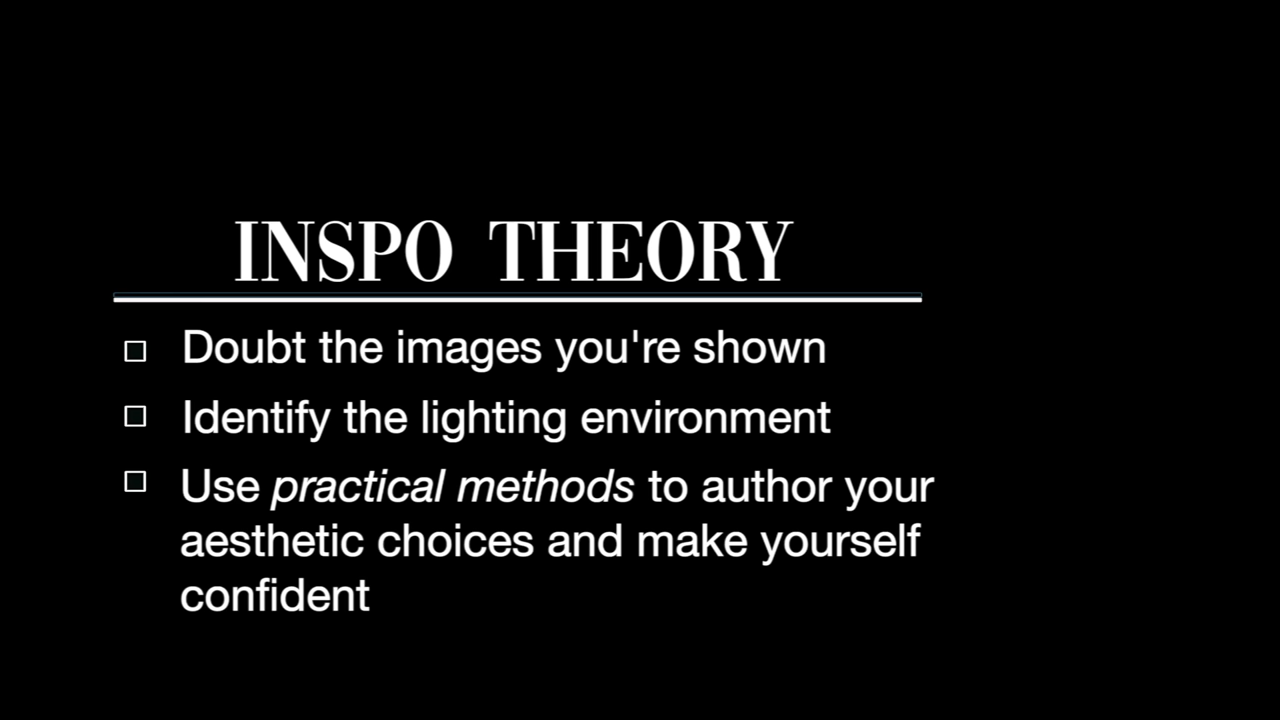 INSPO THEORY
Doubt the images you're shown
Identify the lighting environment
Use practical methods to author your
aesthetic choices and make yourself
confident